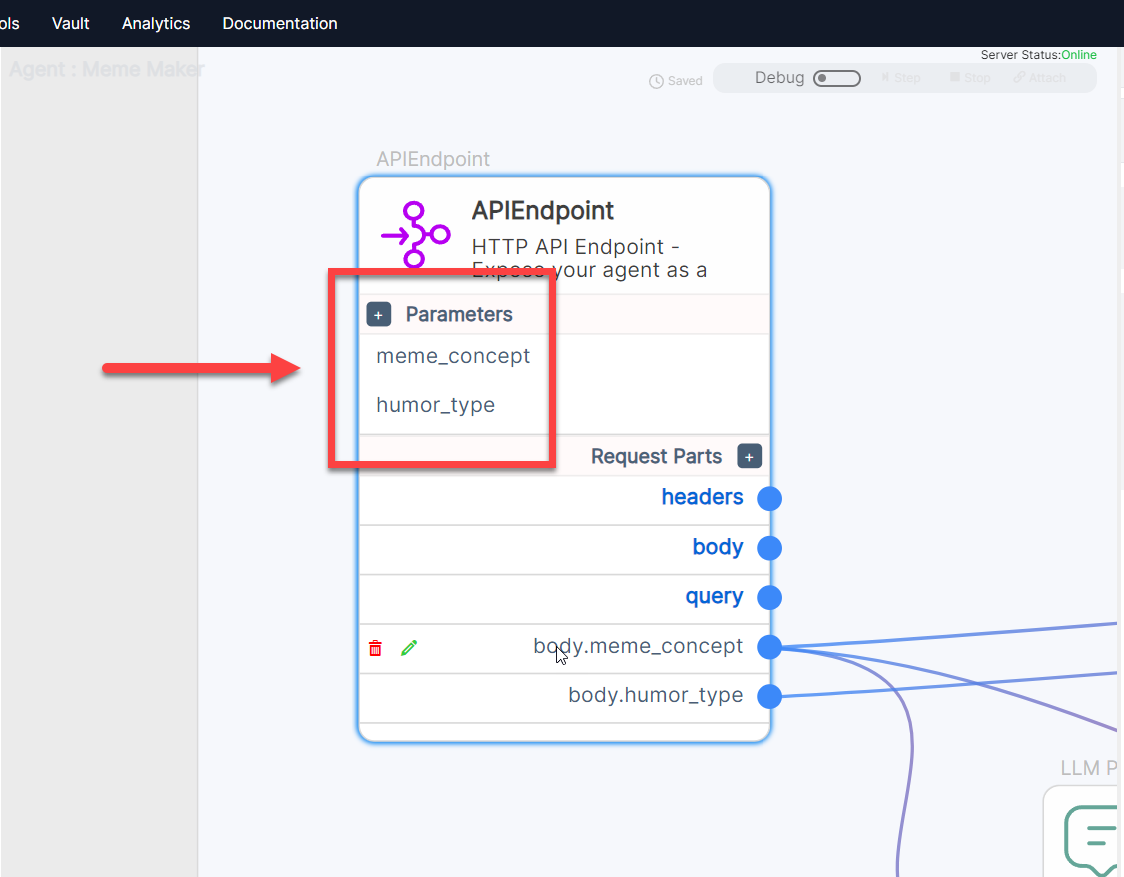 ols Vault Analytics Documentation
Server Status:Online
Agent : Meme Maker
Saved Debug Step Stop Attach
APIEndpoint
APIEndpoint
HTTP API Endpoint -
Expose your agent as a
+ Parameters
meme_concept
humor_type
Request Parts +
headers
body
query
body.meme_concept
body.humor_type
LLM P